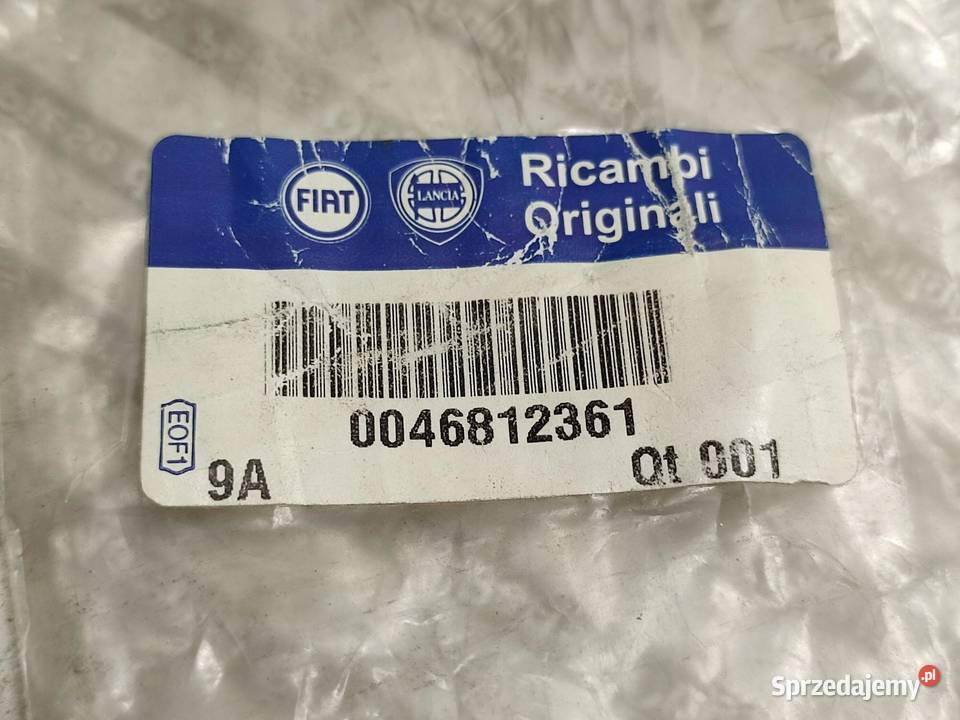 FIAT
LANCIA
Ricambi
Originali
0046812361
EOF1
9A
Qt 001
Sprzedajemy.pl